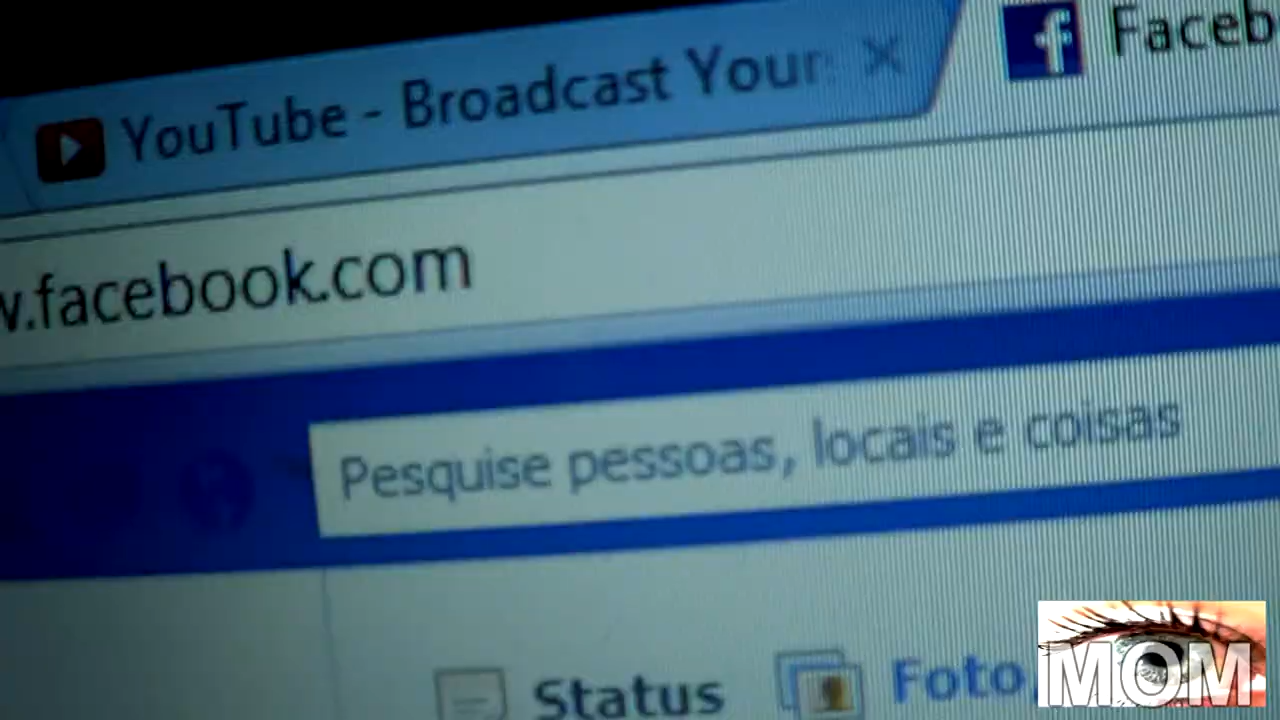 YouTube - Broadcast Your
Faceb
.facebook.com
Pesquise pessoas, locais e coisas
Status
Foto
MOM